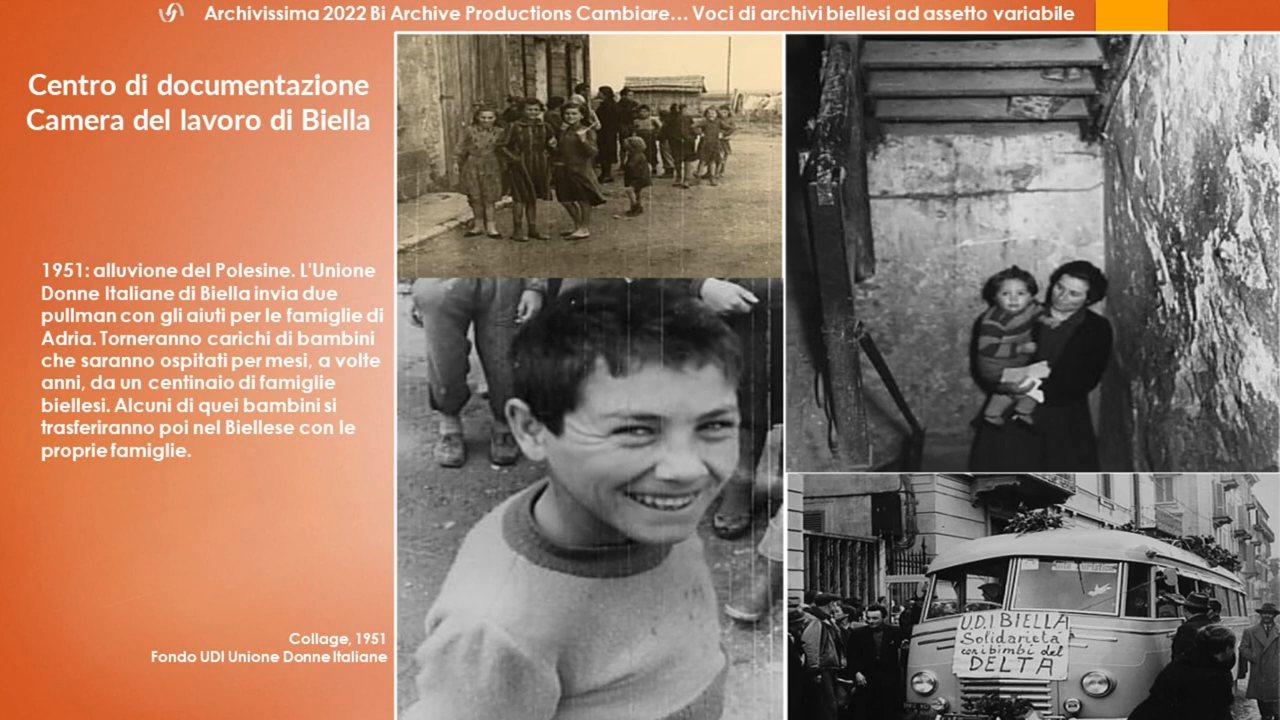 Archivissima 2022 Bi Archive Productions Cambiare... Voci di archivi biellesi ad assetto variabile
Centro di documentazione
Camera del lavoro di Biella
1951: alluvione del Polesine. L'Unione
Donne Italiane di Biella invia due
pullman con gli aiuti per le famiglie di
Adria. Torneranno carichi di bambini
che saranno ospitati per mesi, a volte
anni, da un centinaio di famiglie
biellesi. Alcuni di quei bambini si
trasferiranno poi nel Biellese con le
proprie famiglie.
Collage, 1951
Fondo UDI Unione Donne Italiane
U.D.I BIELLA
Solidarietà
con i bimbi del
DELTA